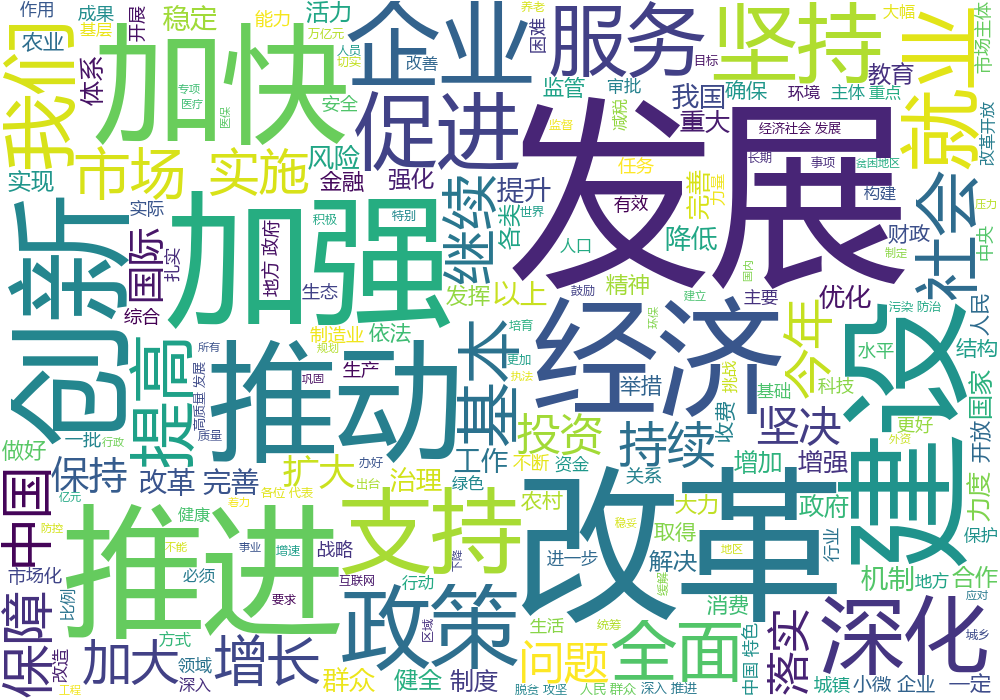 作用
成果
基层
开展
稳定
能力
活力
万亿元
养老
困难
大幅
市场主体
农业
我们
体系
加快
专项
医疗
医保
人员
切实
改善
安全
企业
服务
目标
坚持
就业
教育
监管
审批
确保
环境
主体 重点
改革开放
促进
我国
重大
减税
监督
经济社会 发展
实现
市场
实施
风险
金融
强化
提升
任务
完善
力量
长期
事项
贫困地区
发展
有效
构建
社会
压力
中央
创新
实际
国际
扎实
地方 政府
积极
特别
继续
各类
世界
人口
降低
财政
制定
国内
加强
生态
综合
发挥
以上
精神
鼓励
建立
主要
优化
污染 防治
人民
制造业
依法
培育
环保
经济
今年
建设
水平
结构
提高
所有
规划
推动
生产
巩固
更加
执法
基本
举措
挑战
基础
科技
国家
高质量 发展
质量
收费
更好
外资
开放
做好
一批
行政
投资
持续
坚决
保持
改革
完善
扩大
办好
出台
治理
工作
不断
资金
关系
增加
增强
力度
中国
亿元
各位 代表
着力
绿色
农村
大力
政府
保护
防控
健康
推进
支持
稳妥
取得
改革
行业
不能
事业
增速
战略
下降
进一步
解决
地区
市场化
必须
互联网
行动
缓解
机制
地方
合作
应对
保障
比例
要求
政策
区域
生活
统筹
消费
落实
深化
城乡
方式
改造
加大
领域
深入
增长
群众
健全
制度
问题
全面
中国 特色
工程
脱贫 攻坚
人民 群众
深入 推进
城镇
小微 企业
一定